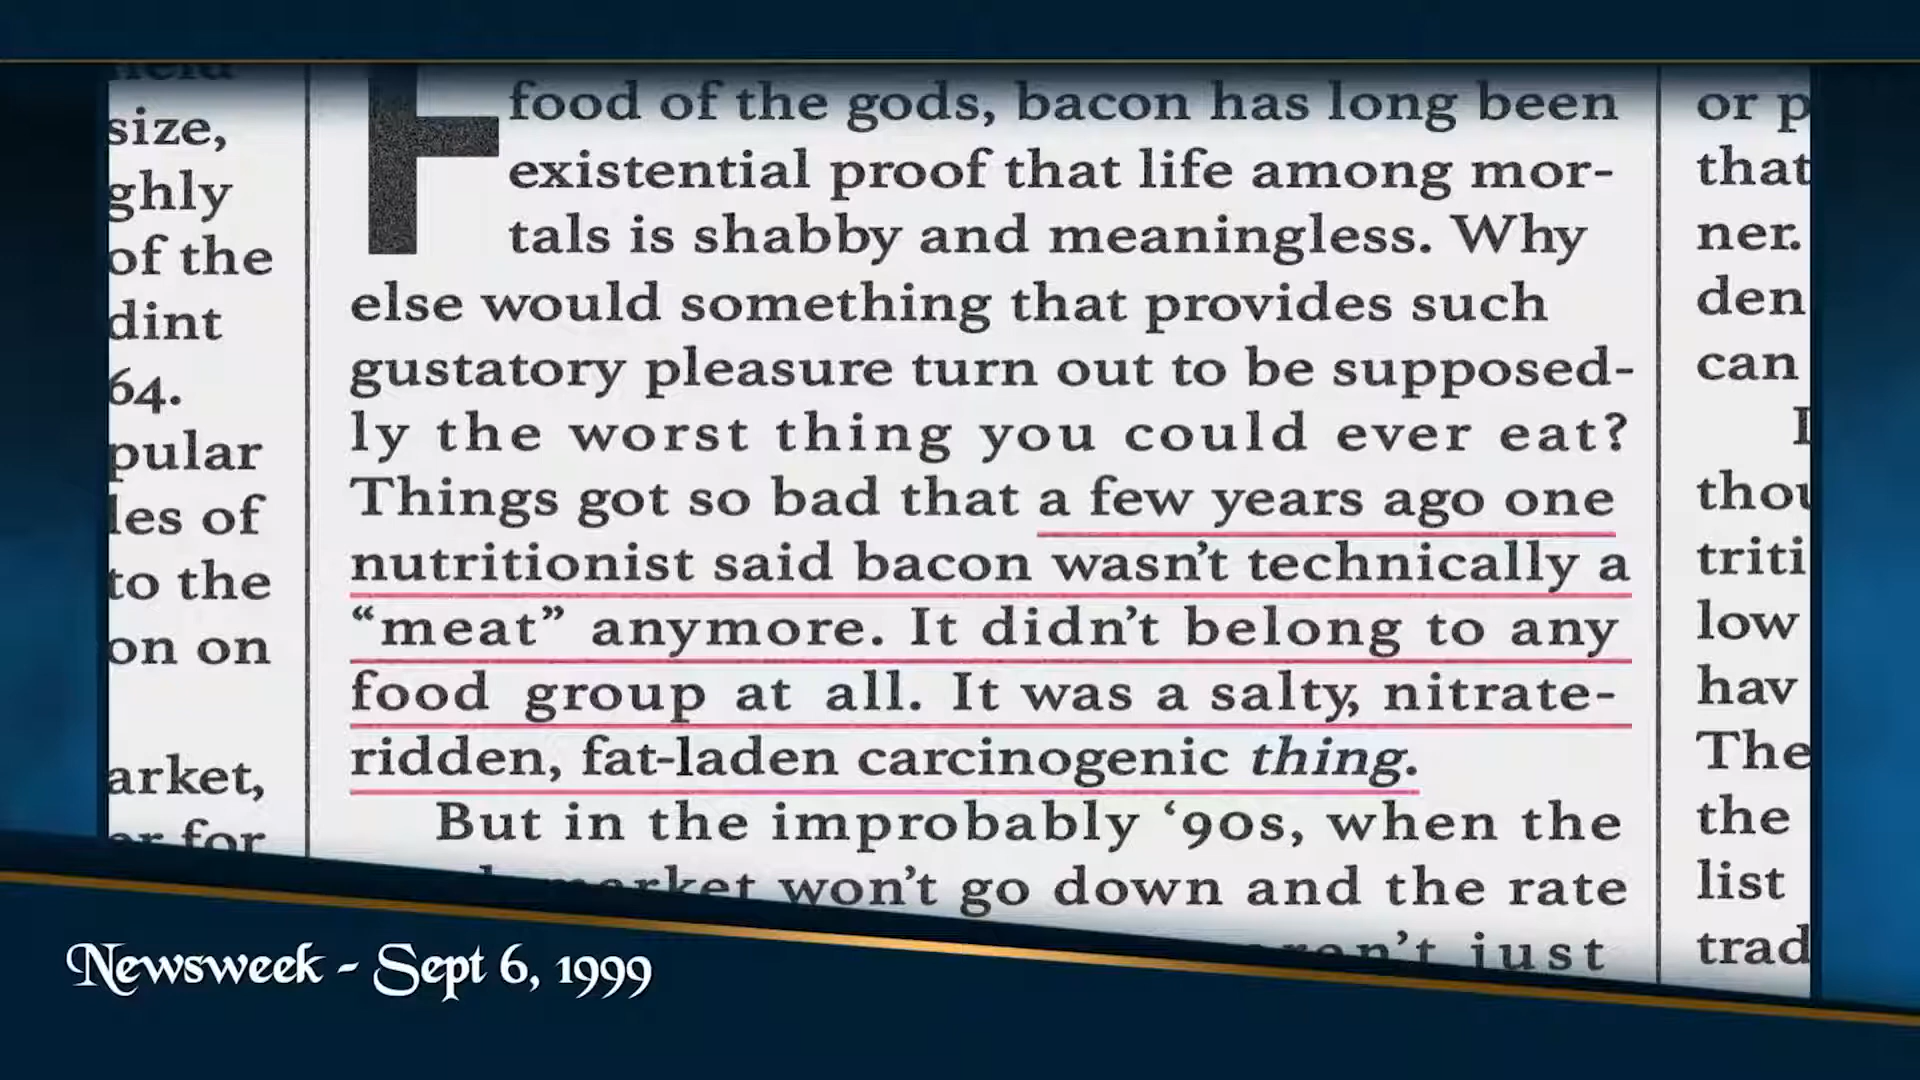 size,
ghly
of the
dint
64.
pular
les of
to the
on on
arket,
er for
F
food of the gods, bacon has long been
existential proof that life among mor-
tals is shabby and meaningless. Why
else would something that provides such
gustatory pleasure turn out to be supposed-
ly the worst thing you could ever eat?
Things got so bad that a few years ago one
nutritionist said bacon wasn’t technically a
“meat” anymore. It didn’t belong to any
food group at all. It was a salty, nitrate-
ridden, fat-laden carcinogenic thing.
But in the improbably ‘90s, when the
market won’t go down and the rate
just
or p
that
ner.
den
can
I
thou
triti
low
hav
The
the
list
trad
Newsweek - Sept 6, 1999